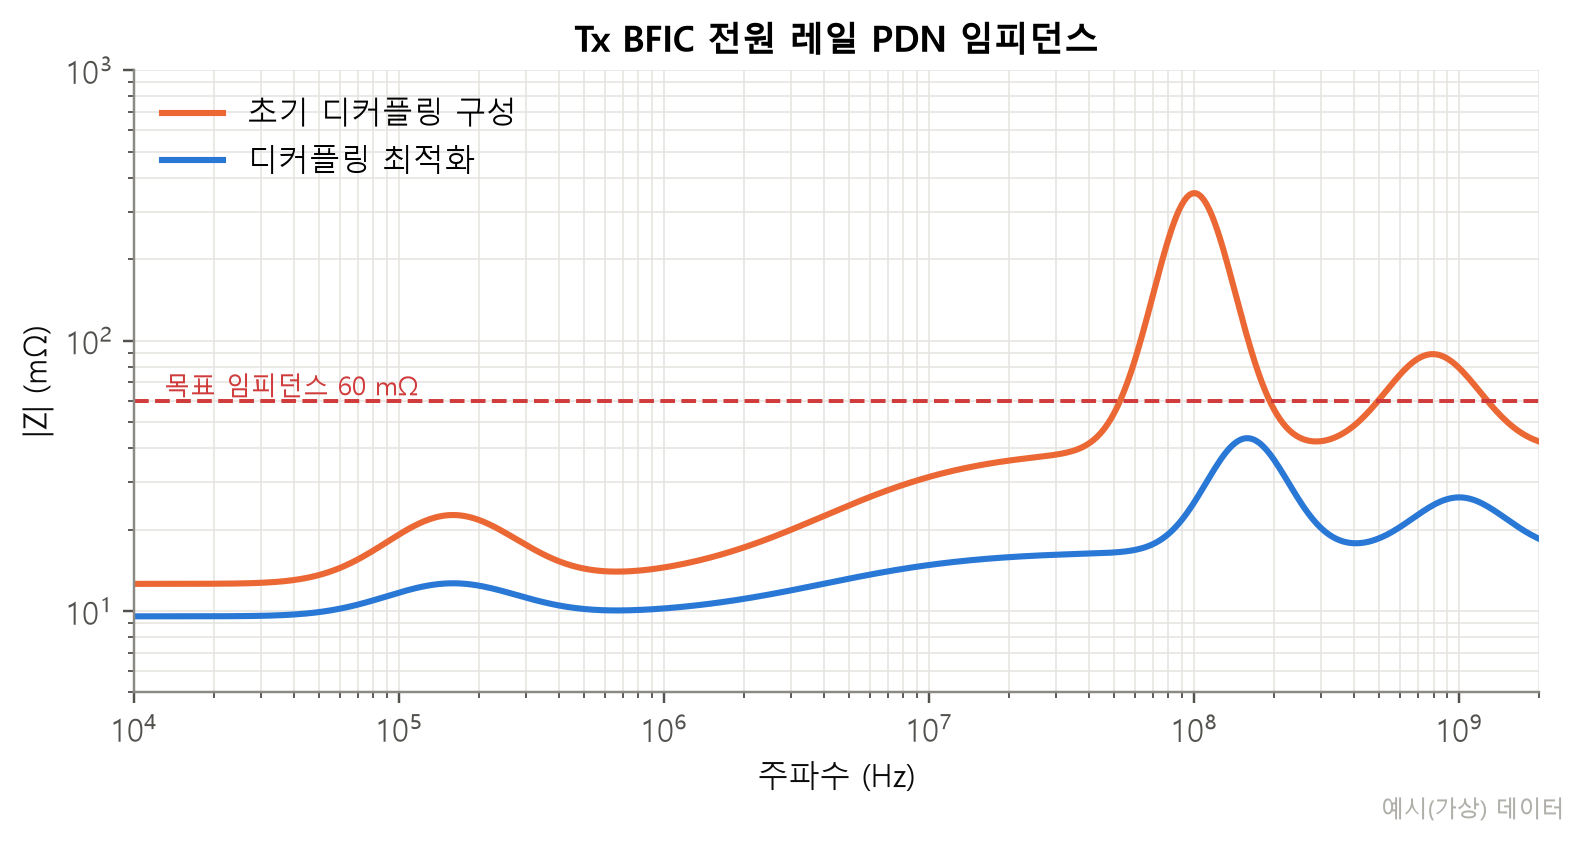 Tx BFIC 전원 레일 PDN 임피던스
초기 디커플링 구성
디커플링 최적화
목표 임피던스 60 mΩ
|Z| (mΩ)
10³
10²
10¹
10⁴ 10⁵ 10⁶ 10⁷ 10⁸ 10⁹
주파수 (Hz)
예시(가상) 데이터